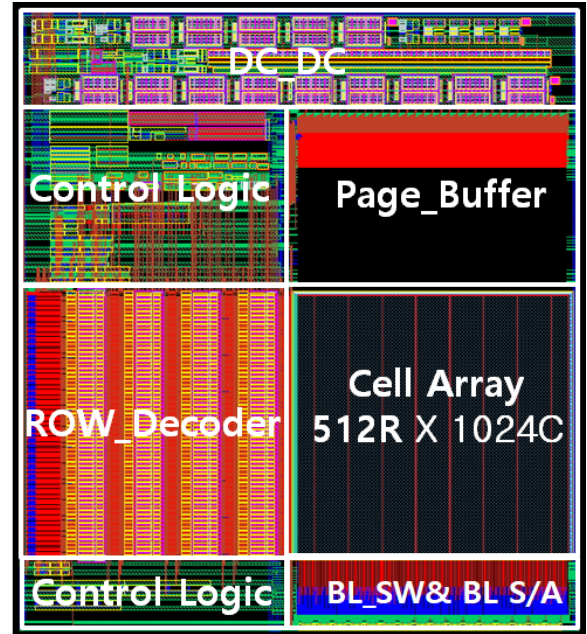 DC_DC
Control Logic
Page_Buffer
ROW_Decoder
Cell Array
512R X 1024C
Control Logic
BL_SW& BL S/A